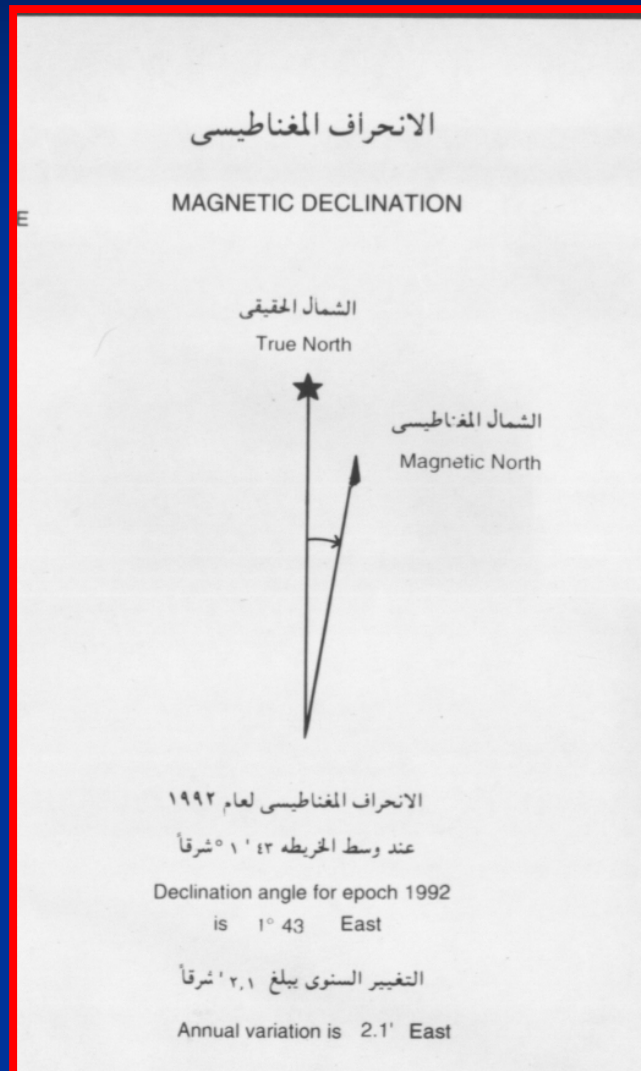 الانحراف المغناطيسى
MAGNETIC DECLINATION
E
الشمال الحقيقى
True North
الشمال المغناطيسى
Magnetic North
الانحراف المغناطيسى لعام ١٩٩٢
عند وسط الخريطه ٤٣ ' ١ ° شرقاً
Declination angle for epoch 1992
is 1° 43 East
التغيير السنوى يبلغ ٢,١ ' شرقاً
Annual variation is 2.1' East